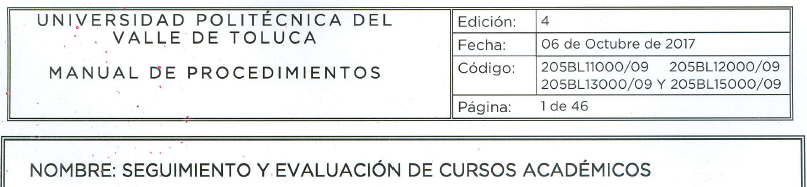 UNIVERSIDAD POLITÉCNICA DEL
VALLE DE TOLUCA
MANUAL DE PROCEDIMIENTOS
Edición: 4
Fecha: 06 de Octubre de 2017
Código: 205BL11000/09 205BL12000/09
205BL13000/09 Y 205BL15000/09
Página: 1 de 46
NOMBRE: SEGUIMIENTO Y EVALUACIÓN DE CURSOS ACADÉMICOS